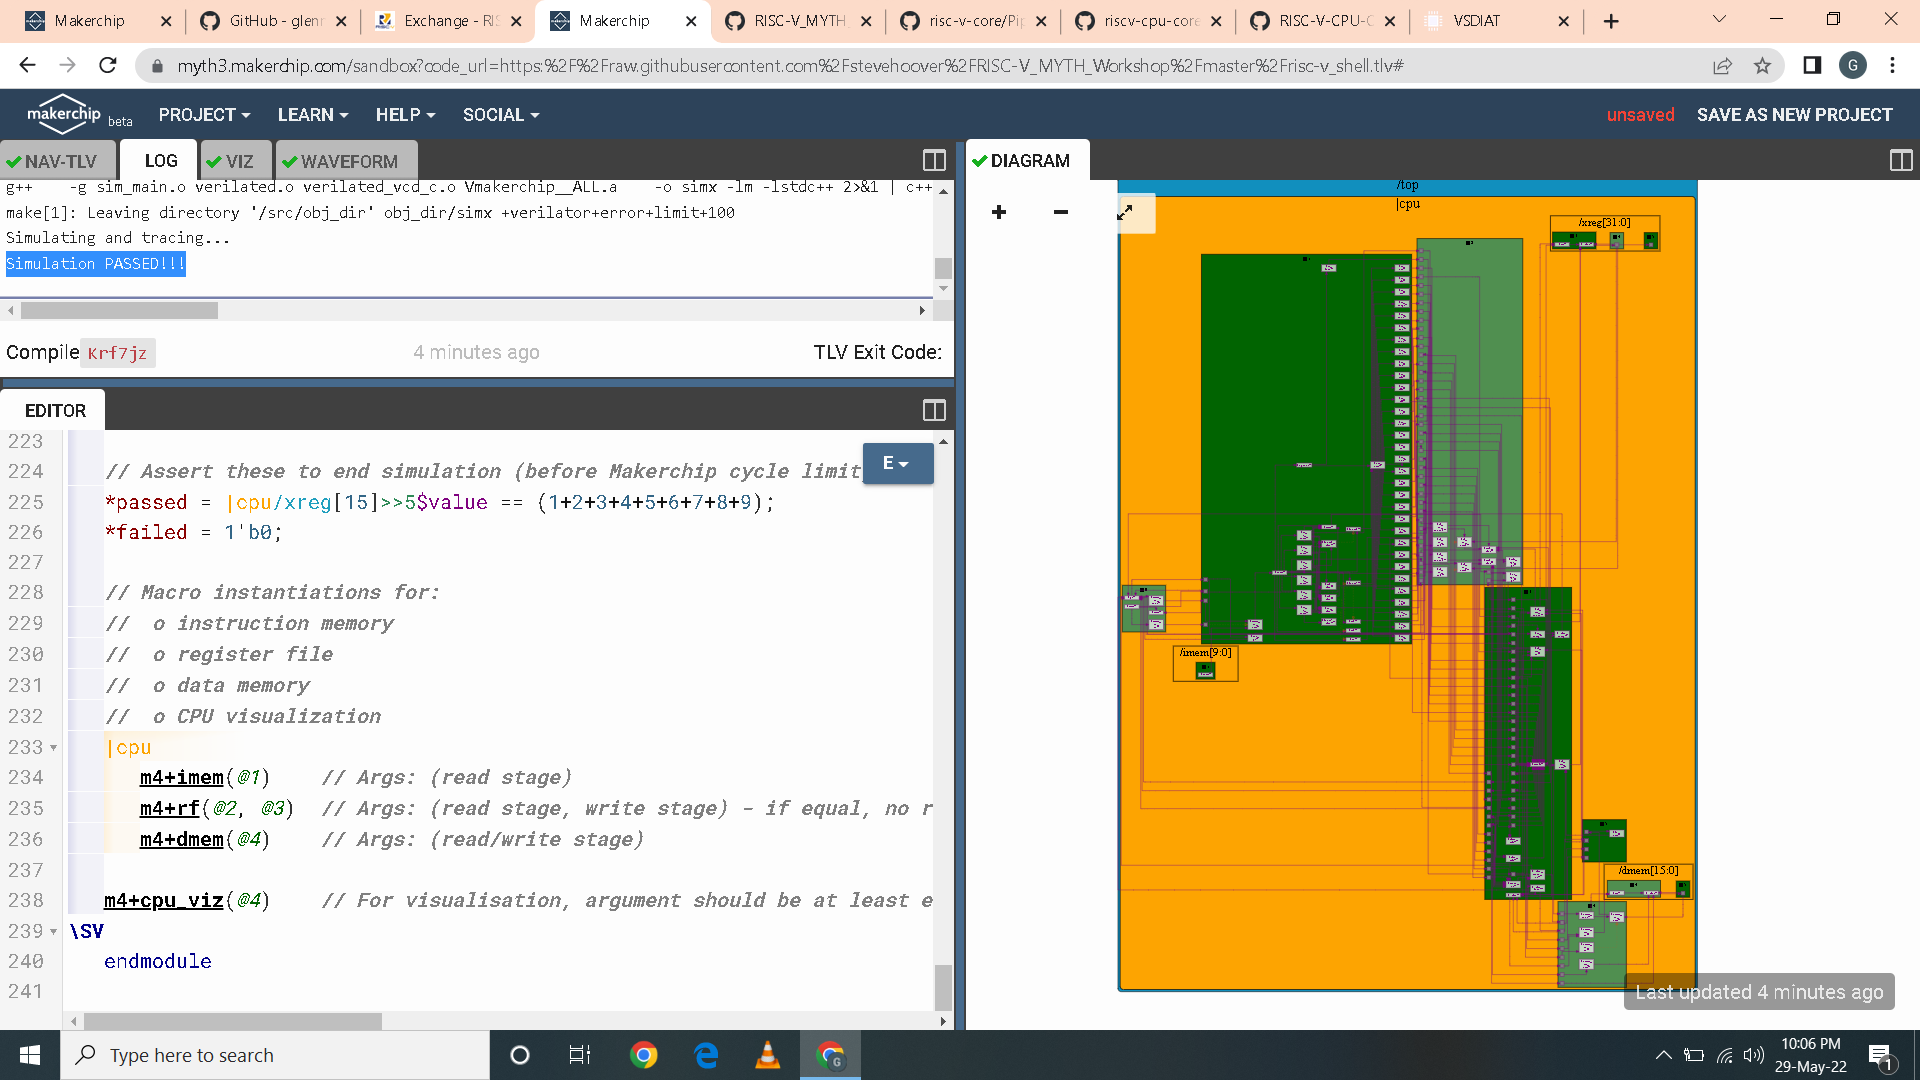 Makerchip
GitHub - glenn
Exchange - RIS
Makerchip
RISC-V_MYTH_
risc-v-core/Pip
riscv-cpu-core
RISC-V-CPU-C
VSDIAT
myth3.makerchip.com/sandbox?code_url=https:%2F%2Fraw.githubusercontent.com%2Fstevehoover%2FRISC-V_MYTH_Workshop%2Fmaster%2Frisc-v_shell.tlv#
G
makerchip beta
PROJECT
LEARN
HELP
SOCIAL
unsaved
SAVE AS NEW PROJECT
NAV-TLV
LOG
VIZ
WAVEFORM
g++ -g sim_main.o verilated.o verilated_vcd_c.o Vmakerchip__ALL.a -o simx -lm -lstdc++ 2>&1 | c++
make[1]: Leaving directory '/src/obj_dir' obj_dir/simx +verilator+error+limit+100
Simulating and tracing...
Simulation PASSED!!!
Compile Krf7jz
4 minutes ago
TLV Exit Code:
EDITOR
E
223
224 // Assert these to end simulation (before Makerchip cycle limit
225 *passed = |cpu/xreg[15]>>5$value == (1+2+3+4+5+6+7+8+9);
226 *failed = 1'b0;
227
228 // Macro instantiations for:
229 // o instruction memory
230 // o register file
231 // o data memory
232 // o CPU visualization
233 |cpu
234 m4+imem(@1) // Args: (read stage)
235 m4+rf(@2, @3) // Args: (read stage, write stage) - if equal, no r
236 m4+dmem(@4) // Args: (read/write stage)
237
238 m4+cpu_viz(@4) // For visualisation, argument should be at least e
239 \SV
240 endmodule
241
DIAGRAM
/top
|cpu
/xreg[31:0]
/imem[9:0]
/dmem[15:0]
Last updated 4 minutes ago
Type here to search
G
10:06 PM
29-May-22
1